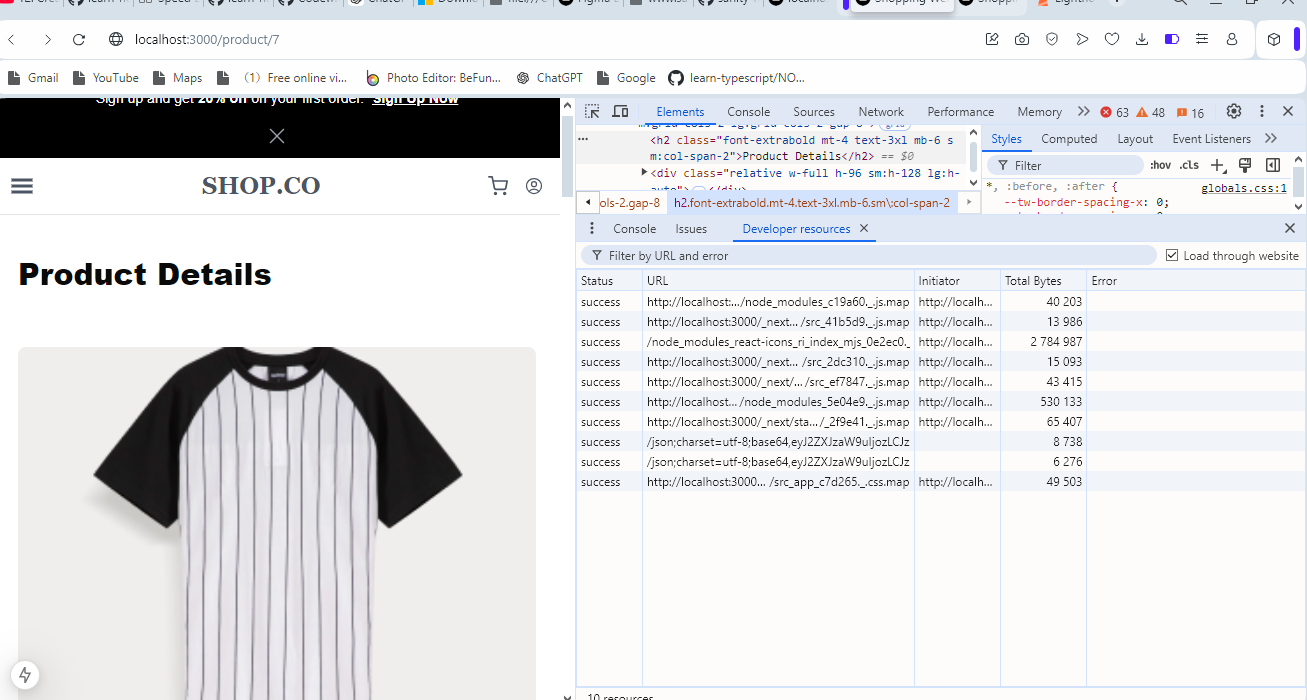 localhost:3000/product/7
Gmail YouTube Maps (1) Free online vi... Photo Editor: BeFun... ChatGPT Google learn-typescript/NO...
Sign up and get 20% off on your first order. Sign Up Now
SHOP.CO
Product Details
Elements Console Sources Network Performance Memory 63 48 16
<h2 class="font-extrabold mt-4 text-3xl mb-6 s
m:col-span-2">Product Details</h2> == $0
<div class="relative w-full h-96 sm:h-128 lg:h-
auto"> </div>
ols-2.gap-8 h2.font-extrabold.mt-4.text-3xl.mb-6.sm\:col-span-2
Styles Computed Layout Event Listeners
Filter :hov .cls
*, :before, :after { globals.css:1
--tw-border-spacing-x: 0;
Console Issues Developer resources
Filter by URL and error Load through website
Status URL Initiator Total Bytes Error
success http://localhost:.../node_modules_c19a60._.js.map http://localh... 40 203
success http://localhost:3000/_next... /src_41b5d9._.js.map http://localh... 13 986
success /node_modules_react-icons_ri_index_mjs_0e2ec0._ http://localh... 2 784 987
success http://localhost:3000/_next... /src_2dc310._.js.map http://localh... 15 093
success http://localhost:3000/_next/... /src_ef7847._.js.map http://localh... 43 415
success http://localhost... /node_modules_5e04e9._.js.map http://localh... 530 133
success http://localhost:3000/_next/sta.../_2f9e41._.js.map http://localh... 65 407
success /json;charset=utf-8;base64,eyJ2ZXJzaW9uIjozLCJz 8 738
success /json;charset=utf-8;base64,eyJ2ZXJzaW9uIjozLCJz 6 276
success http://localhost:3000... /src_app_c7d265._.css.map http://localh... 49 503
10 resources